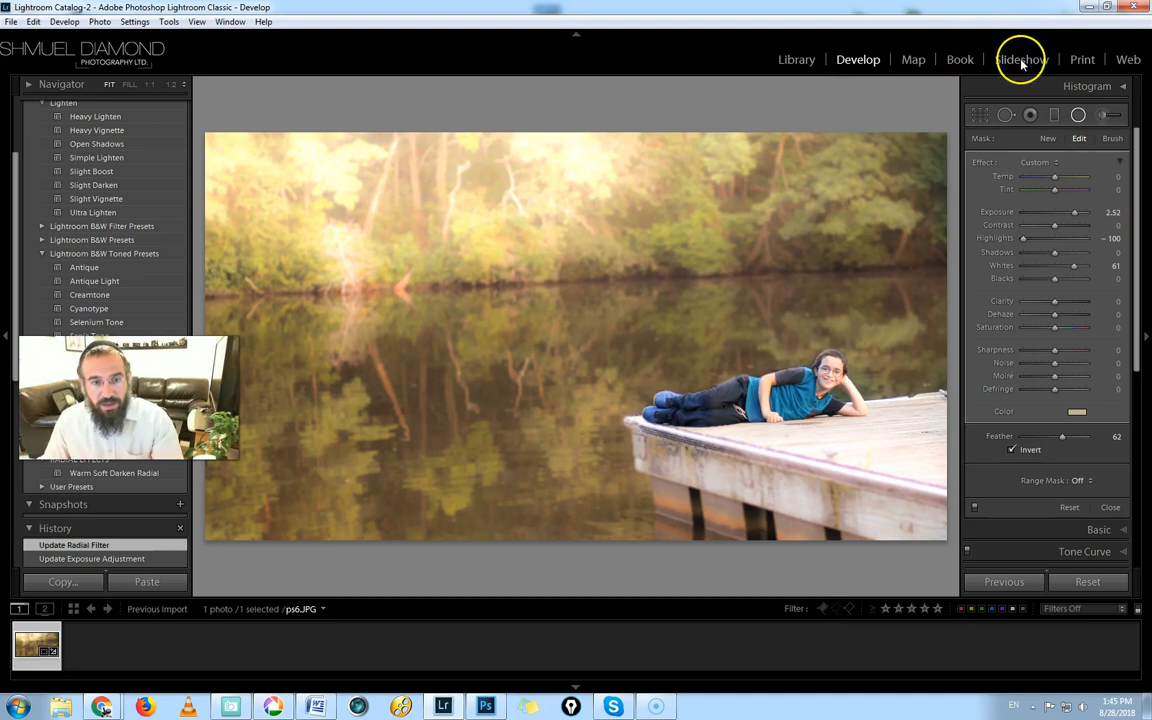 Lightroom Catalog-2 - Adobe Photoshop Lightroom Classic - Develop
File Edit Develop Photo Settings Tools View Window Help
SHMUEL DIAMOND
PHOTOGRAPHY LTD.
Library | Develop | Map | Book | Slideshow | Print | Web
Navigator FIT FILL 1:1 1:2
Histogram
Lighten
Heavy Lighten
Heavy Vignette
Open Shadows
Simple Lighten
Slight Boost
Slight Darken
Slight Vignette
Ultra Lighten
Lightroom B&W Filter Presets
Lightroom B&W Presets
Lightroom B&W Toned Presets
Antique
Antique Light
Creamtone
Cyanotype
Selenium Tone
Warm Soft Darken Radial
User Presets
Snapshots
History
Update Radial Filter
Update Exposure Adjustment
Copy... Paste
Mask : New Edit Brush
Effect : Custom
Temp 0
Tint 0
Exposure 2.52
Contrast 0
Highlights – 100
Shadows 0
Whites 61
Blacks 0
Clarity 0
Dehaze 0
Saturation 0
Sharpness 0
Noise 0
Moiré 0
Defringe 0
Color
Feather 62
Invert
Range Mask : Off
Reset Close
Basic
Tone Curve
Previous Reset
1 2 Previous Import 1 photo / 1 selected / ps6.JPG Filter : Filters Off
EN 1:45 PM
8/28/2018